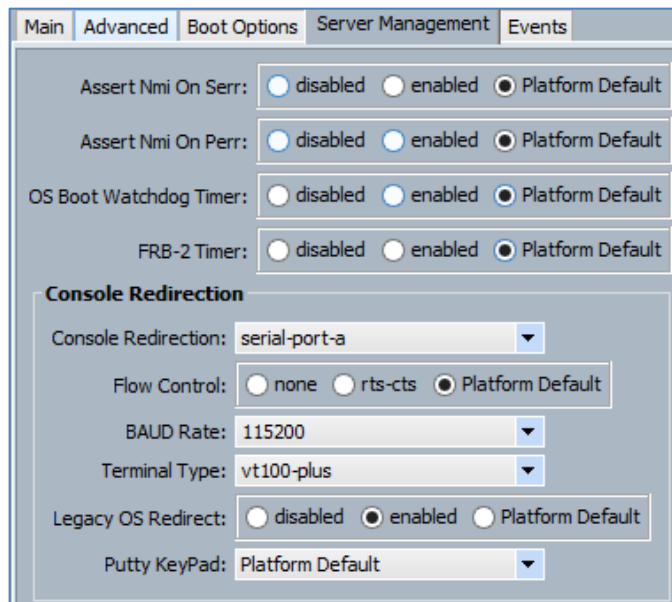 Main Advanced Boot Options Server Management Events
Assert Nmi On Serr: disabled enabled Platform Default
Assert Nmi On Perr: disabled enabled Platform Default
OS Boot Watchdog Timer: disabled enabled Platform Default
FRB-2 Timer: disabled enabled Platform Default
Console Redirection
Console Redirection: serial-port-a
Flow Control: none rts-cts Platform Default
BAUD Rate: 115200
Terminal Type: vt100-plus
Legacy OS Redirect: disabled enabled Platform Default
Putty KeyPad: Platform Default